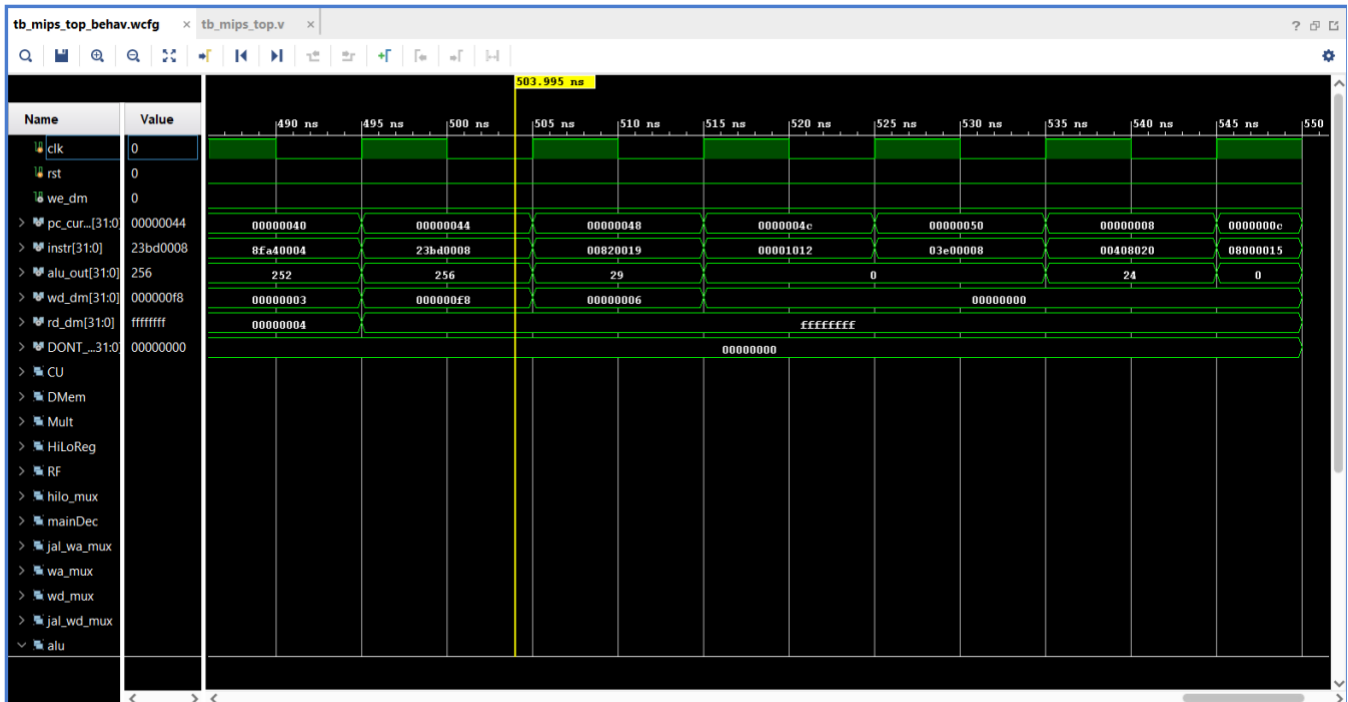 tb_mips_top_behav.wcfg × tb_mips_top.v × ?
503.995 ns
Name Value 490 ns 495 ns 500 ns 505 ns 510 ns 515 ns 520 ns 525 ns 530 ns 535 ns 540 ns 545 ns 550
clk 0
rst 0
we_dm 0
pc_cur...[31:0] 00000044 00000040 00000044 00000048 0000004c 00000050 00000008 0000000c
instr[31:0] 23bd0008 8fa40004 23bd0008 00820019 00001012 03e00008 00408020 08000015
alu_out[31:0] 256 252 256 29 0 24 0
wd_dm[31:0] 000000f8 00000003 000000f8 00000006 00000000
rd_dm[31:0] ffffffff 00000004 ffffffff
DONT_...31:0] 00000000 00000000
CU
DMem
Mult
HiLoReg
RF
hilo_mux
mainDec
jal_wa_mux
wa_mux
wd_mux
jal_wd_mux
alu